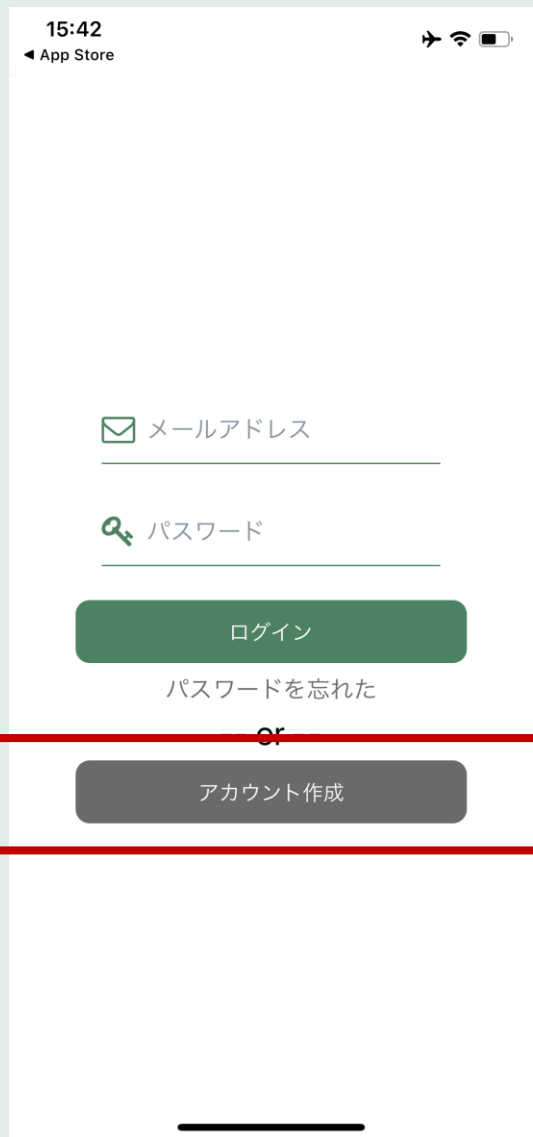 15:42
◀ App Store
メールアドレス
パスワード
ログイン
パスワードを忘れた
-- or --
アカウント作成